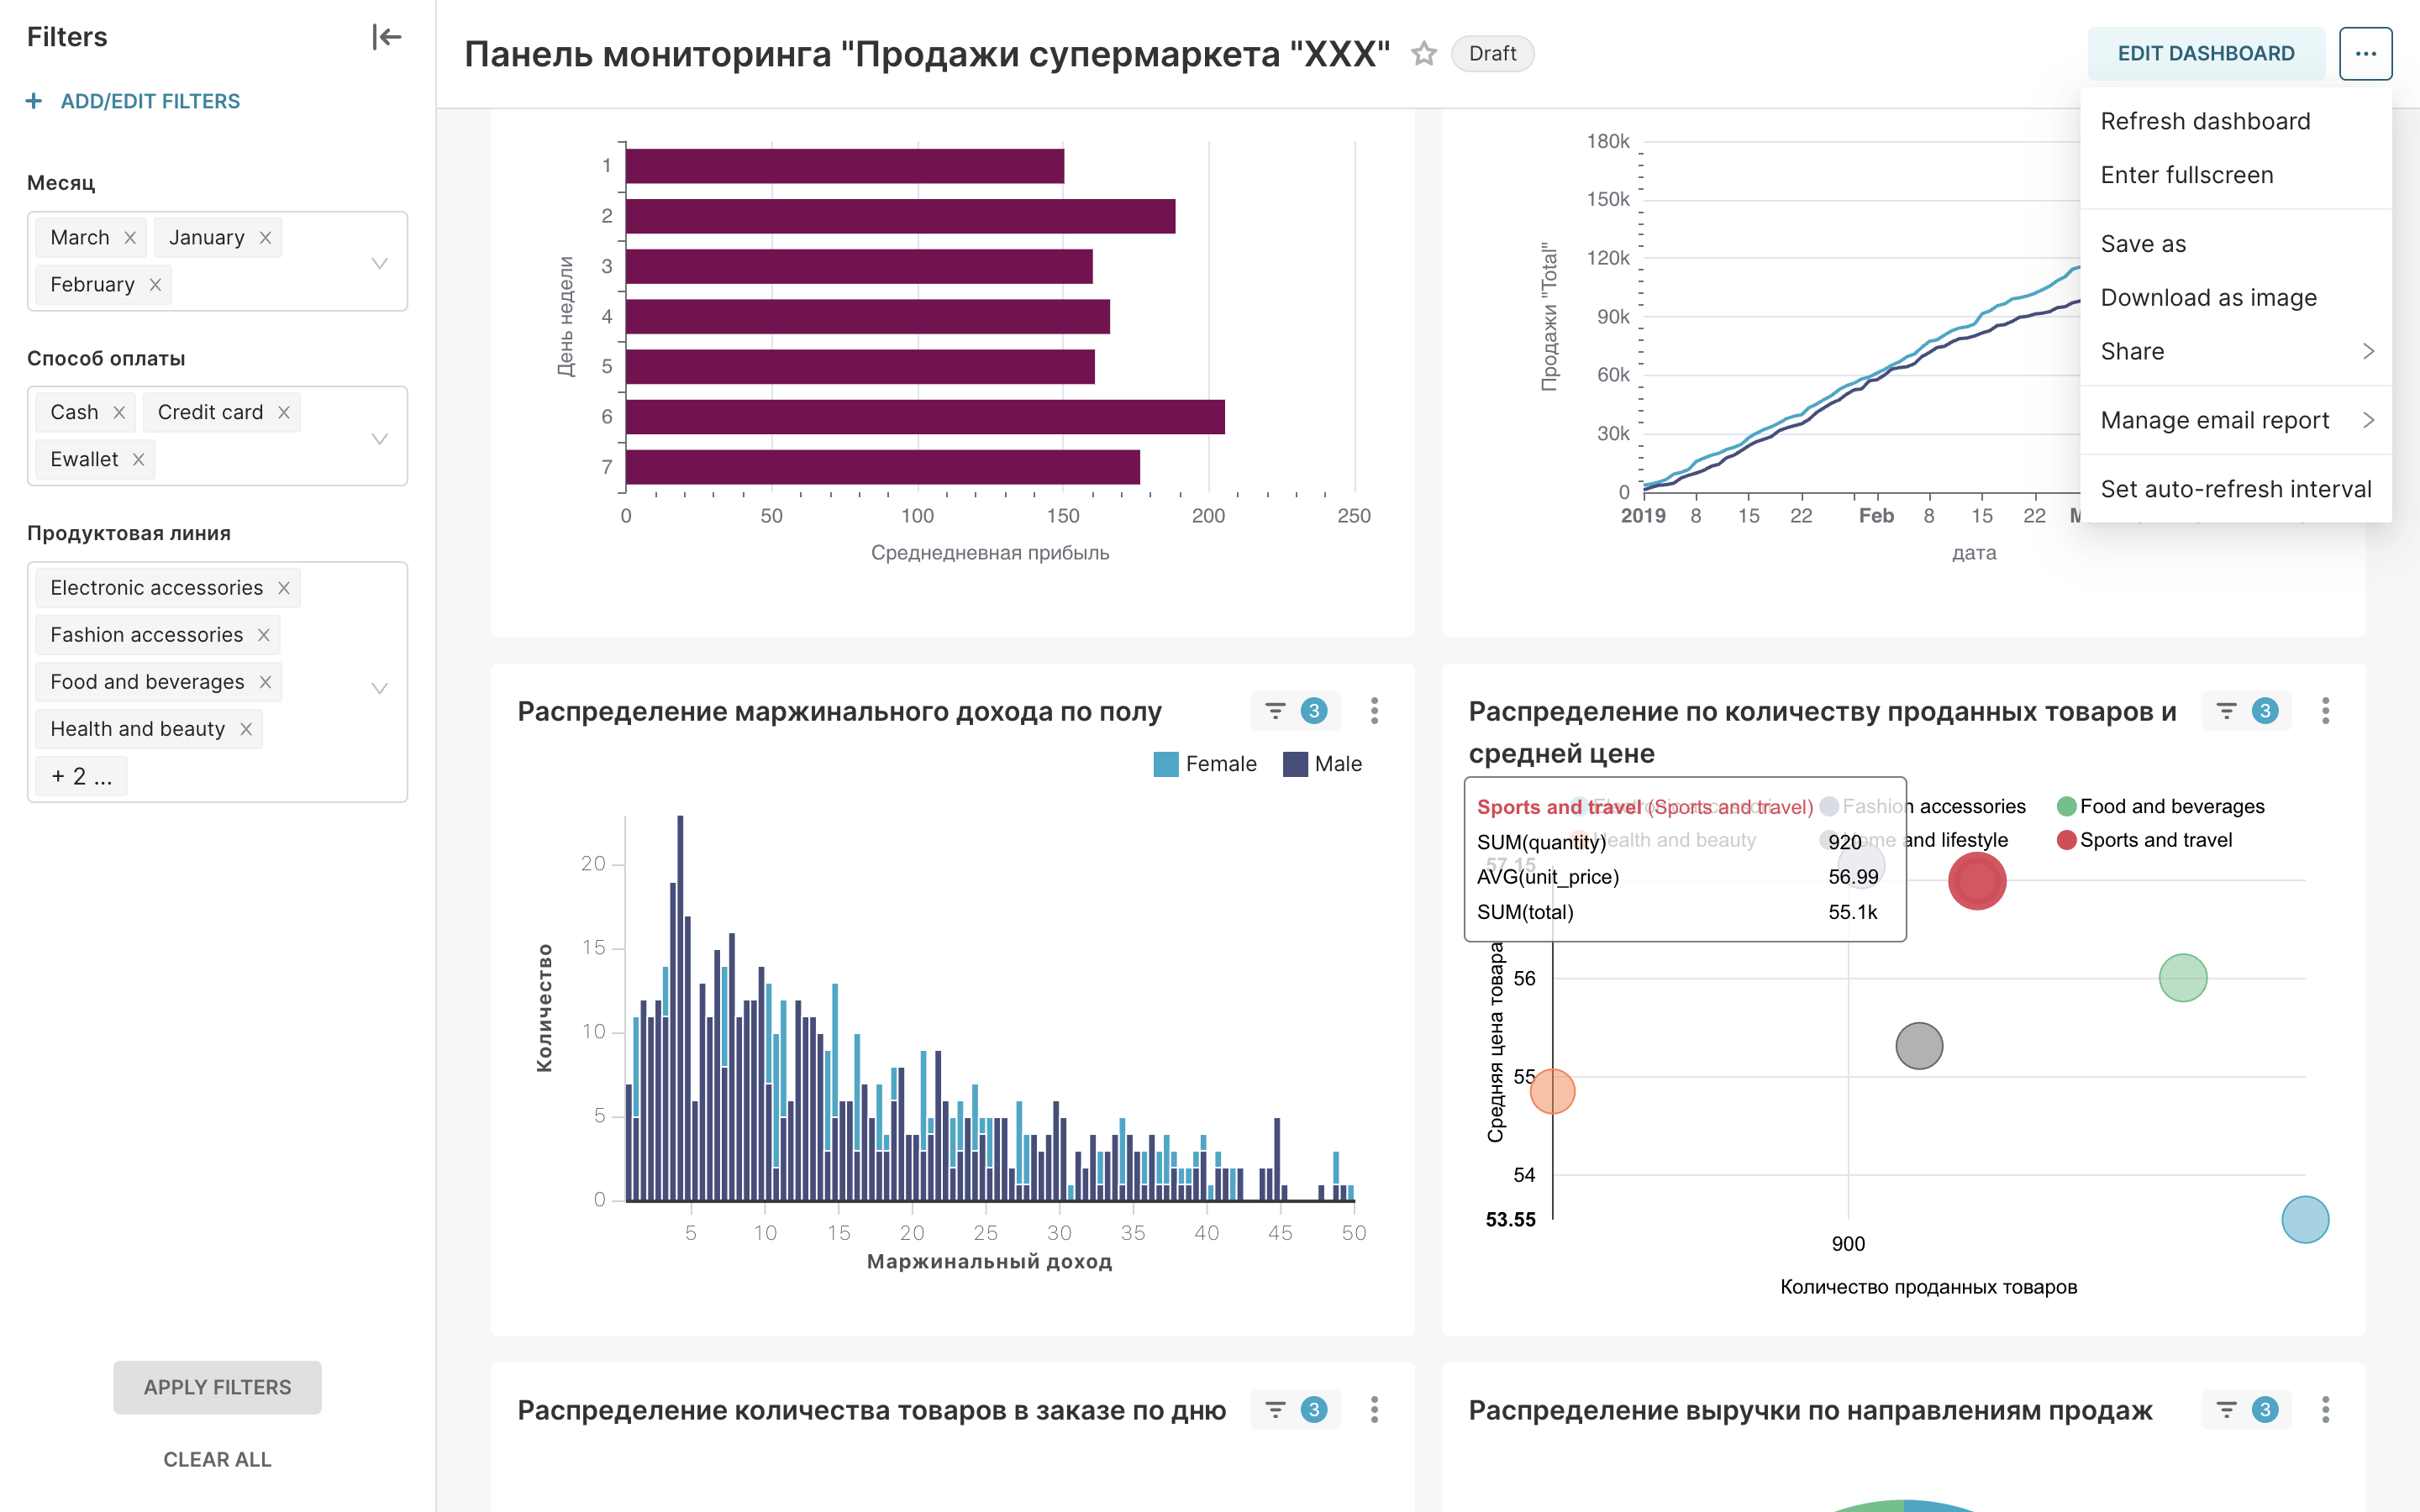 Filters
+ ADD/EDIT FILTERS
Месяц
March
January
February
Способ оплаты
Cash
Credit card
Ewallet
Продуктовая линия
Electronic accessories
Fashion accessories
Food and beverages
Health and beauty
+ 2 ...
APPLY FILTERS
CLEAR ALL
Панель мониторинга "Продажи супермаркета "XXX"
Draft
EDIT DASHBOARD
...
Refresh dashboard
Enter fullscreen
Save as
Download as image
Share
Manage email report
Set auto-refresh interval
День недели
1
2
3
4
5
6
7
0 50 100 150 200 250
Среднедневная прибыль
Продажи "Total"
180k
150k
120k
90k
60k
30k
0
2019 8 15 22 Feb 8 15 22
дата
Распределение маржинального дохода по полу
3
Female Male
Количество
20
15
10
5
0
5 10 15 20 25 30 35 40 45 50
Маржинальный доход
Распределение по количеству проданных товаров и
средней цене
3
Sports and travel (Sports and travel)
SUM(quantity) 920
AVG(unit_price) 56.99
SUM(total) 55.1k
Fashion accessories Food and beverages
Health and beauty Home and lifestyle Sports and travel
Средняя цена товара
57.15
56
55
54
53.55
900
Количество проданных товаров
Распределение количества товаров в заказе по дню
3
Распределение выручки по направлениям продаж
3